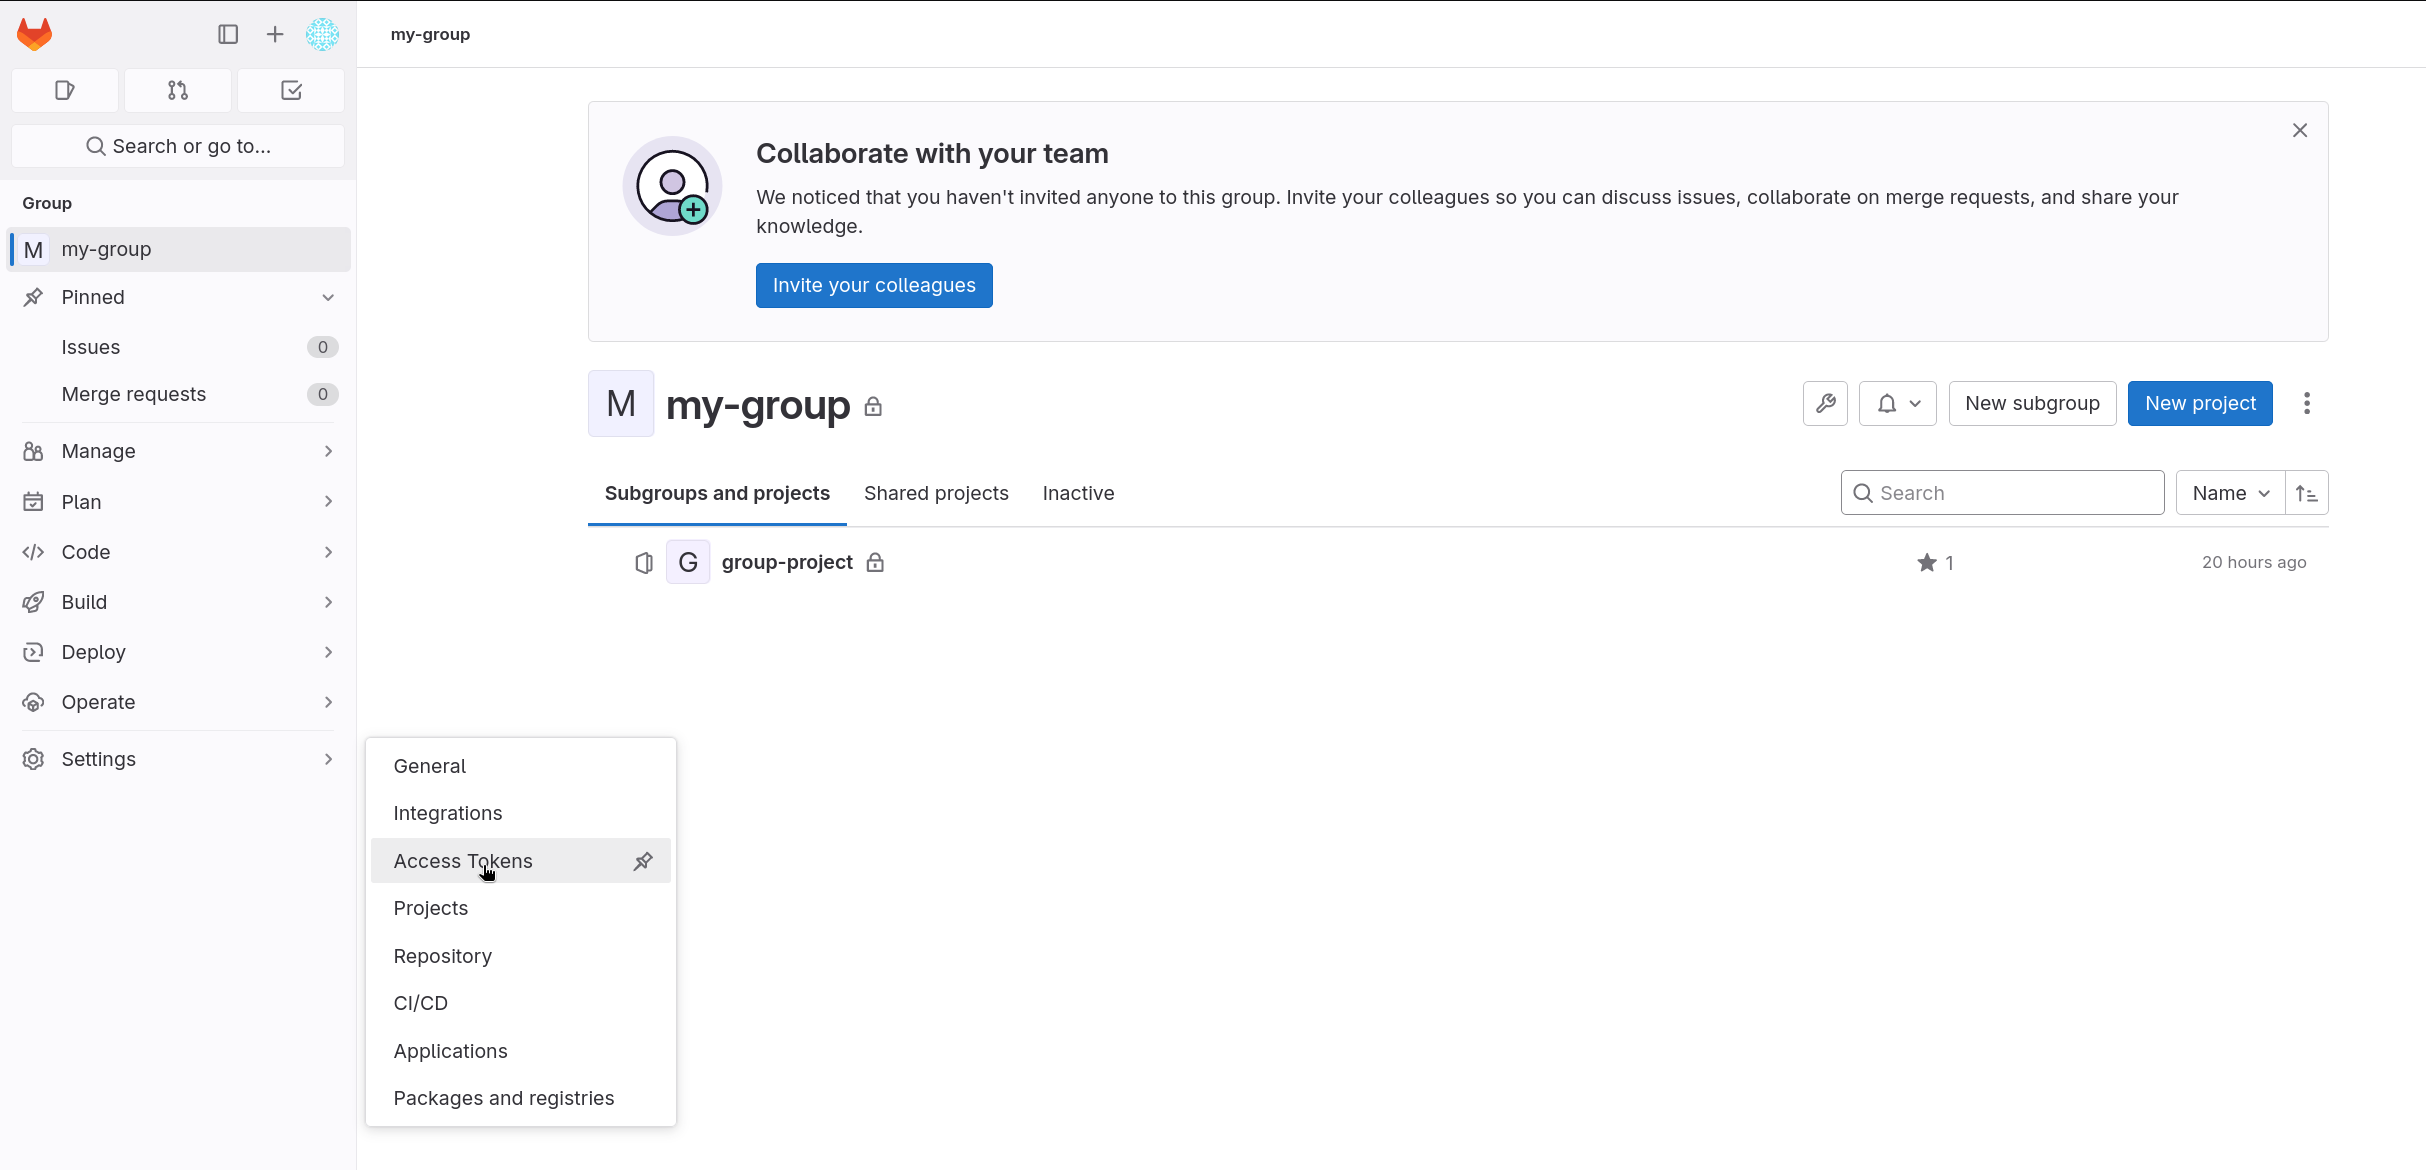 my-group
Search or go to...
Group
M my-group
Pinned
Issues 0
Merge requests 0
Manage
Plan
Code
Build
Deploy
Operate
Settings
General
Integrations
Access Tokens
Projects
Repository
CI/CD
Applications
Packages and registries
Collaborate with your team
We noticed that you haven't invited anyone to this group. Invite your colleagues so you can discuss issues, collaborate on merge requests, and share your
knowledge.
Invite your colleagues
M my-group
New subgroup
New project
Subgroups and projects
Shared projects
Inactive
Search
Name
G group-project
1
20 hours ago